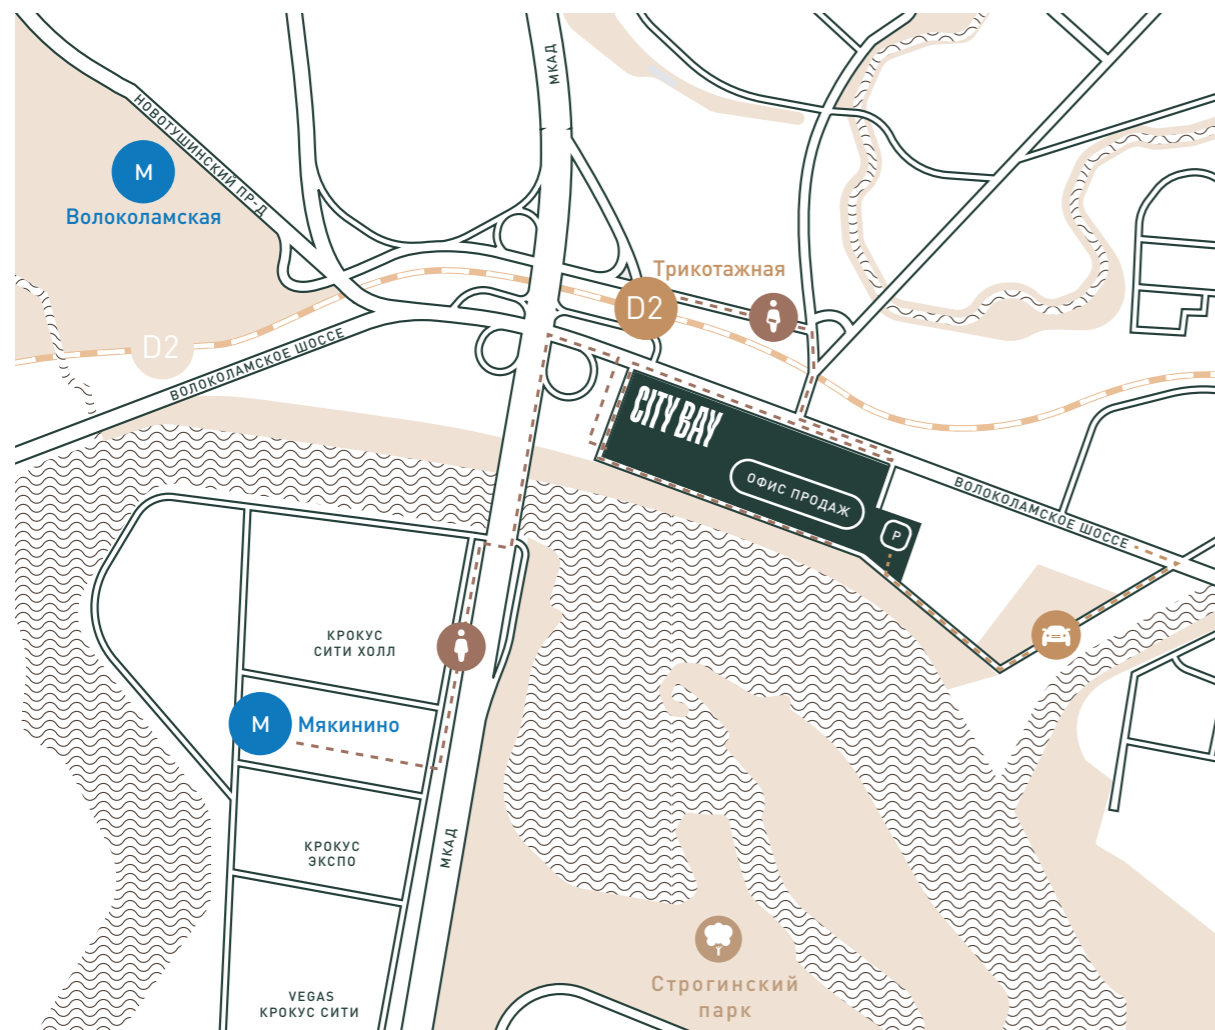 МКАД
НОВОТУШИНСКИЙ ПР-Д
М
Волоколамская
Трикотажная
D2
D2
ВОЛОКОЛАМСКОЕ ШОССЕ
CITY BAY
ОФИС ПРОДАЖ
P
ВОЛОКОЛАМСКОЕ ШОССЕ
КРОКУС
СИТИ ХОЛЛ
М
Мякинино
МКАД
КРОКУС
ЭКСПО
Строгинский
парк
VEGAS
КРОКУС СИТИ